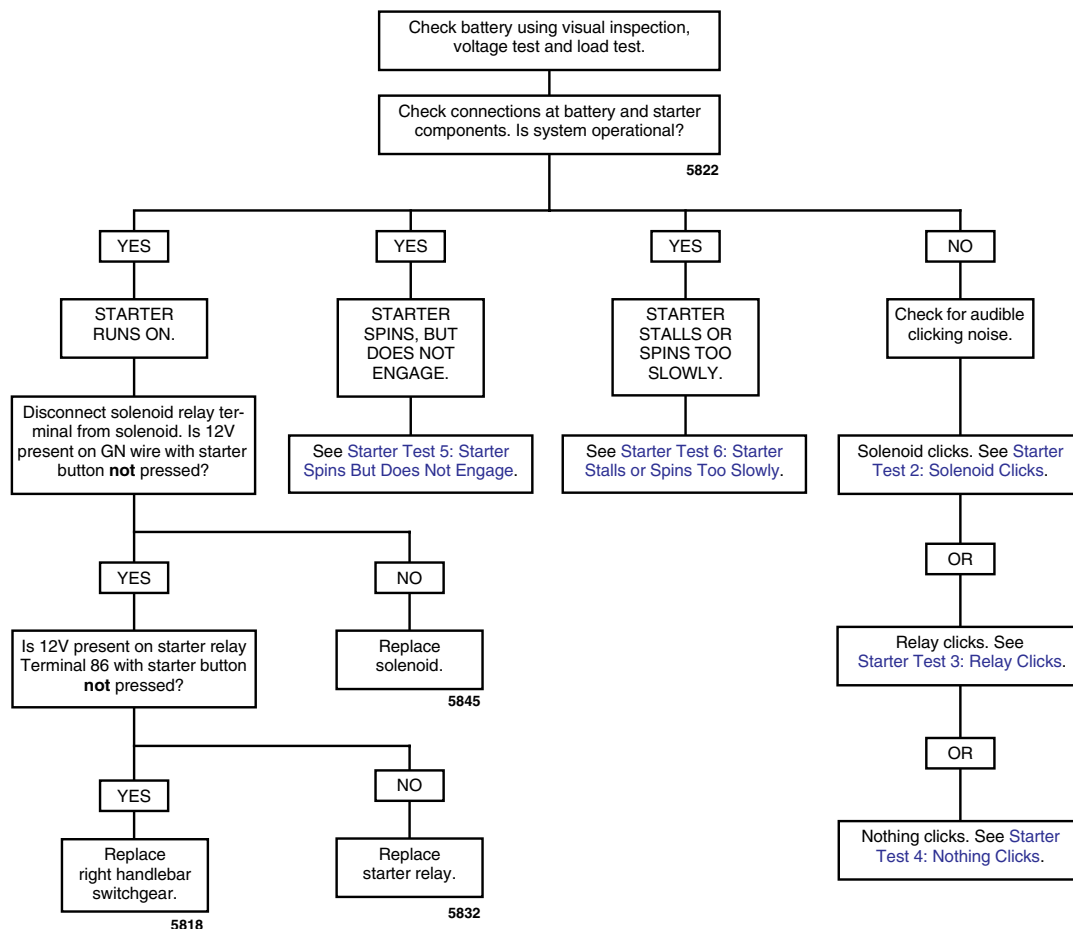 Check battery using visual inspection,
voltage test and load test.
Check connections at battery and starter
components. Is system operational?
5822
YES
YES
YES
NO
STARTER
RUNS ON.
STARTER
SPINS, BUT
DOES NOT
ENGAGE.
STARTER
STALLS OR
SPINS TOO
SLOWLY.
Check for audible
clicking noise.
Disconnect solenoid relay ter-
minal from solenoid. Is 12V
present on GN wire with starter
button not pressed?
See Starter Test 5: Starter
Spins But Does Not Engage.
See Starter Test 6: Starter
Stalls or Spins Too Slowly.
Solenoid clicks. See Starter
Test 2: Solenoid Clicks.
YES
NO
OR
Is 12V present on starter relay
Terminal 86 with starter button
not pressed?
Replace
solenoid.
5845
Relay clicks. See
Starter Test 3: Relay Clicks.
YES
NO
OR
Replace
right handlebar
switchgear.
5818
Replace
starter relay.
5832
Nothing clicks. See Starter
Test 4: Nothing Clicks.